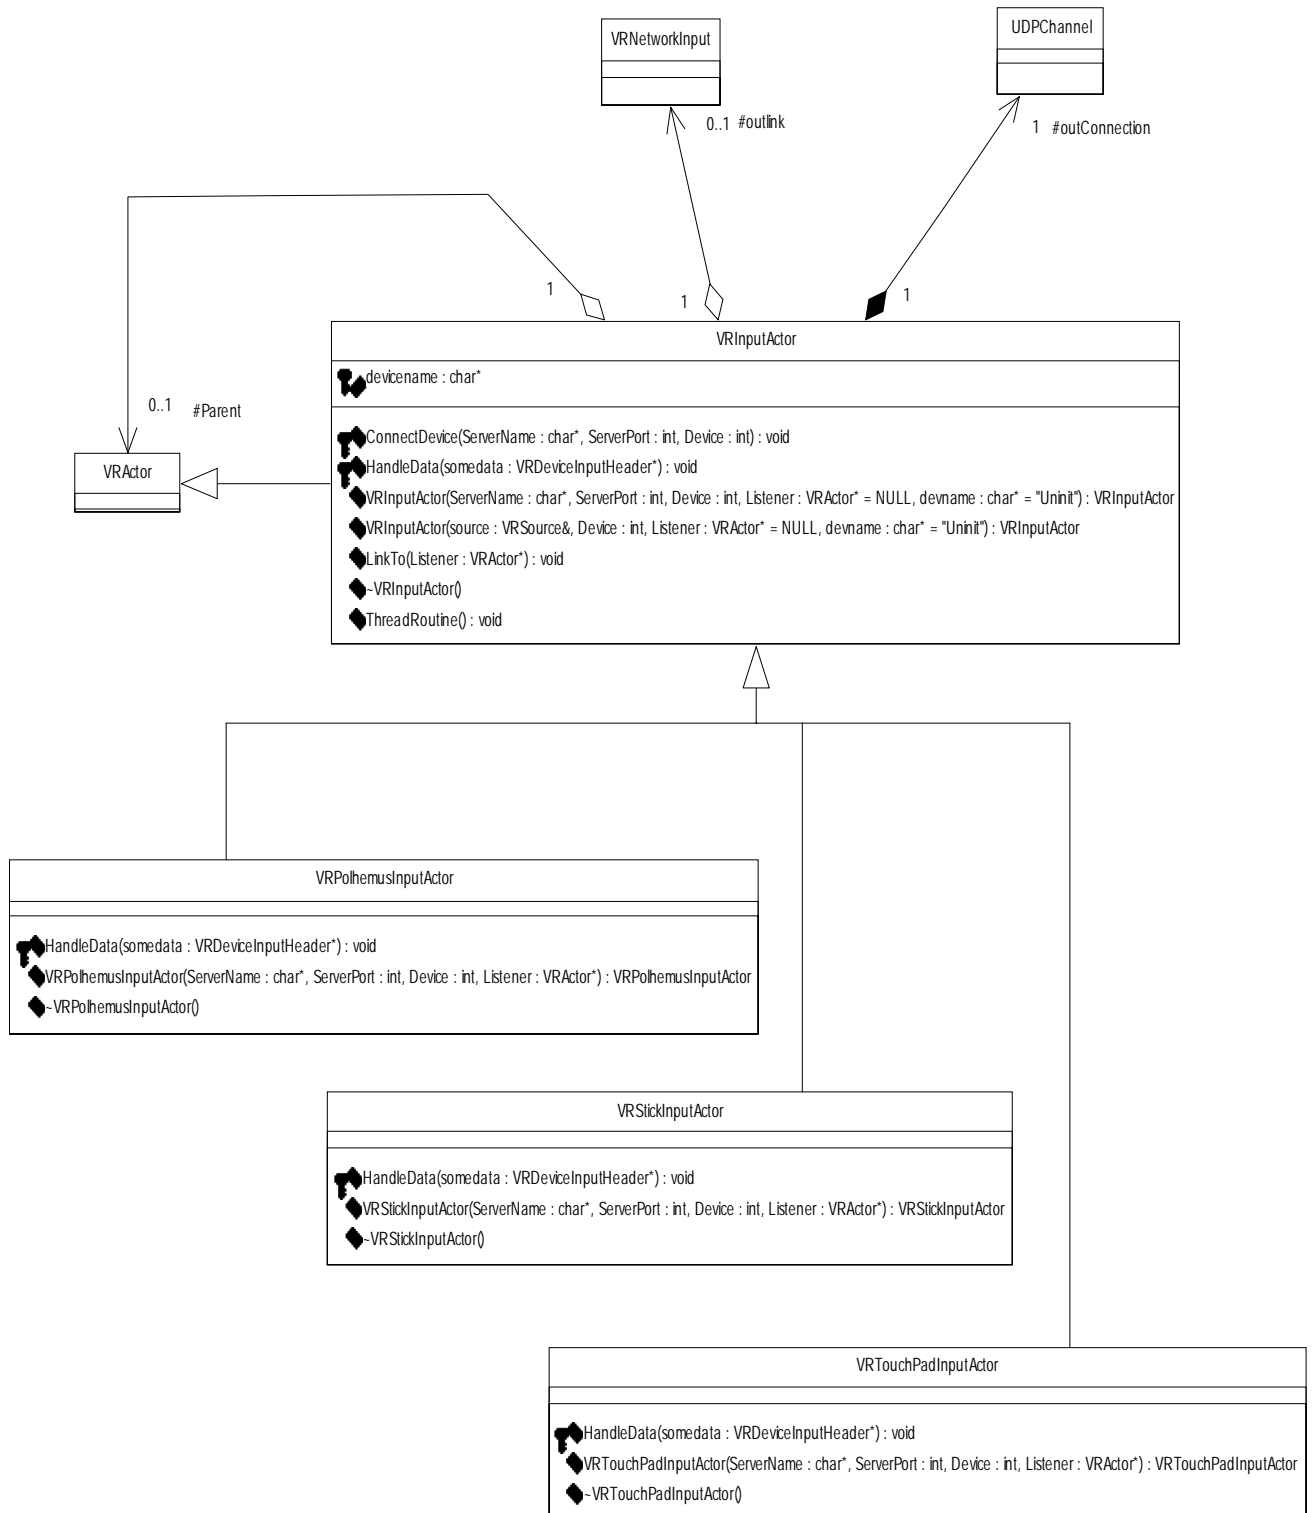 UDPChannel
VRNetworkInput
0..1 #outlink
1 #outConnection
1
1
1
VRInputActor
devicename : char*
0..1 #Parent
VRActor
ConnectDevice(ServerName : char*, ServerPort : int, Device : int) : void
HandleData(somedata : VRDeviceInputHeader*) : void
VRInputActor(ServerName : char*, ServerPort : int, Device : int, Listener : VRActor* = NULL, devname : char* = "Uninit") : VRInputActor
VRInputActor(source : VRSource&, Device : int, Listener : VRActor* = NULL, devname : char* = "Uninit") : VRInputActor
LinkTo(Listener : VRActor*) : void
~VRInputActor()
ThreadRoutine() : void
VRPolhemusInputActor
HandleData(somedata : VRDeviceInputHeader*) : void
VRPolhemusInputActor(ServerName : char*, ServerPort : int, Device : int, Listener : VRActor*) : VRPolhemusInputActor
~VRPolhemusInputActor()
VRStickInputActor
HandleData(somedata : VRDeviceInputHeader*) : void
VRStickInputActor(ServerName : char*, ServerPort : int, Device : int, Listener : VRActor*) : VRStickInputActor
~VRStickInputActor()
VRTouchPadInputActor
HandleData(somedata : VRDeviceInputHeader*) : void
VRTouchPadInputActor(ServerName : char*, ServerPort : int, Device : int, Listener : VRActor*) : VRTouchPadInputActor
~VRTouchPadInputActor()